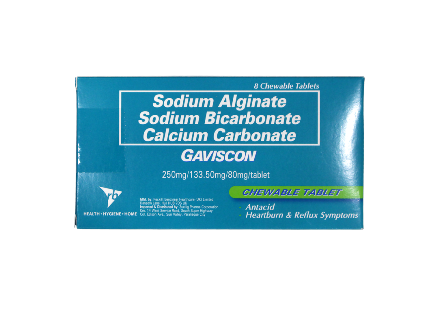 8 Chewable Tablets
Sodium Alginate
Sodium Bicarbonate
Calcium Carbonate
GAVISCON
250mg/133.50mg/80mg/tablet
CHEWABLE TABLET
- Antacid
- Heartburn & Reflux Symptoms
rb
HEALTH • HYGIENE • HOME